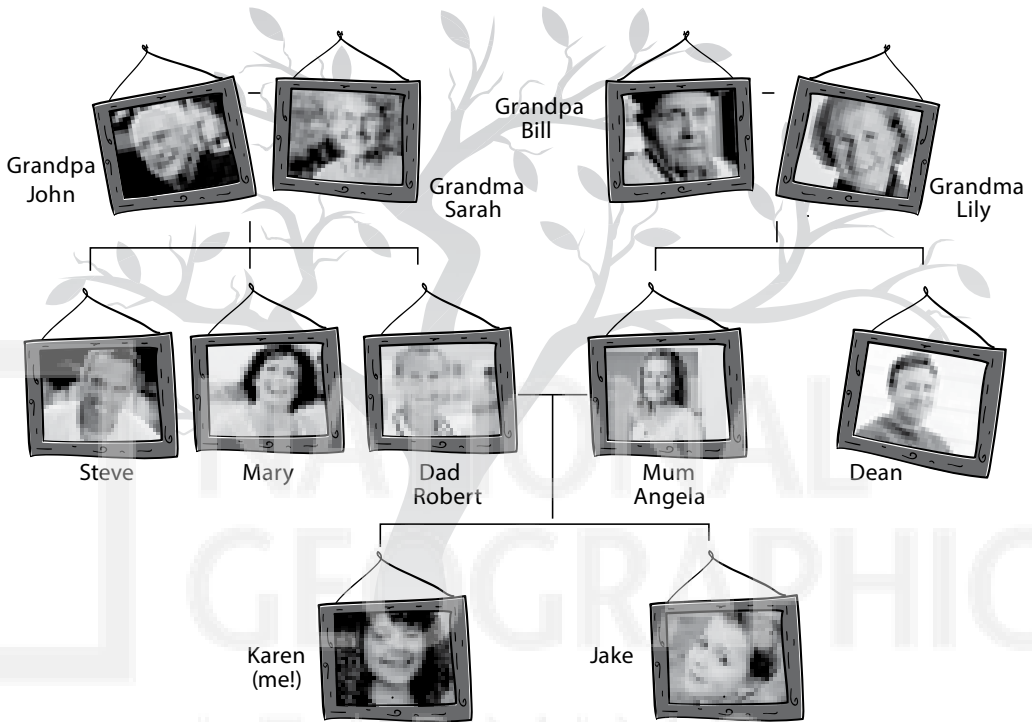 Grandpa
John
Grandma
Sarah
Grandpa
Bill
Grandma
Lily
Steve
Mary
Dad
Robert
Mum
Angela
Dean
Karen
(me!)
Jake
NATIONAL
GEOGRAPHIC